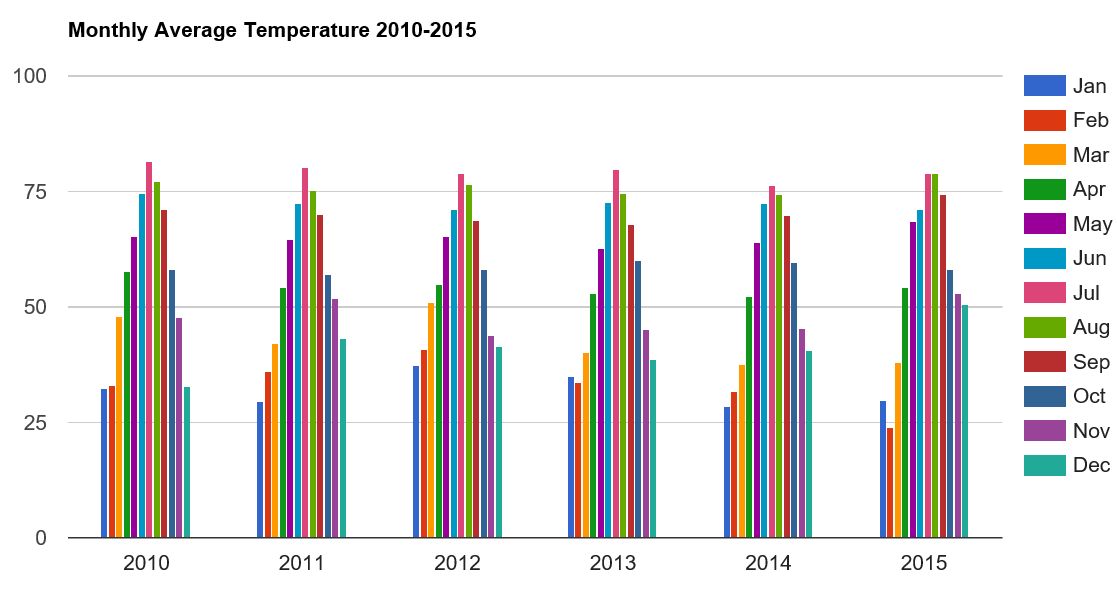 Monthly Average Temperature 2010-2015
100
75
50
25
0
2010 2011 2012 2013 2014 2015
Jan
Feb
Mar
Apr
May
Jun
Jul
Aug
Sep
Oct
Nov
Dec